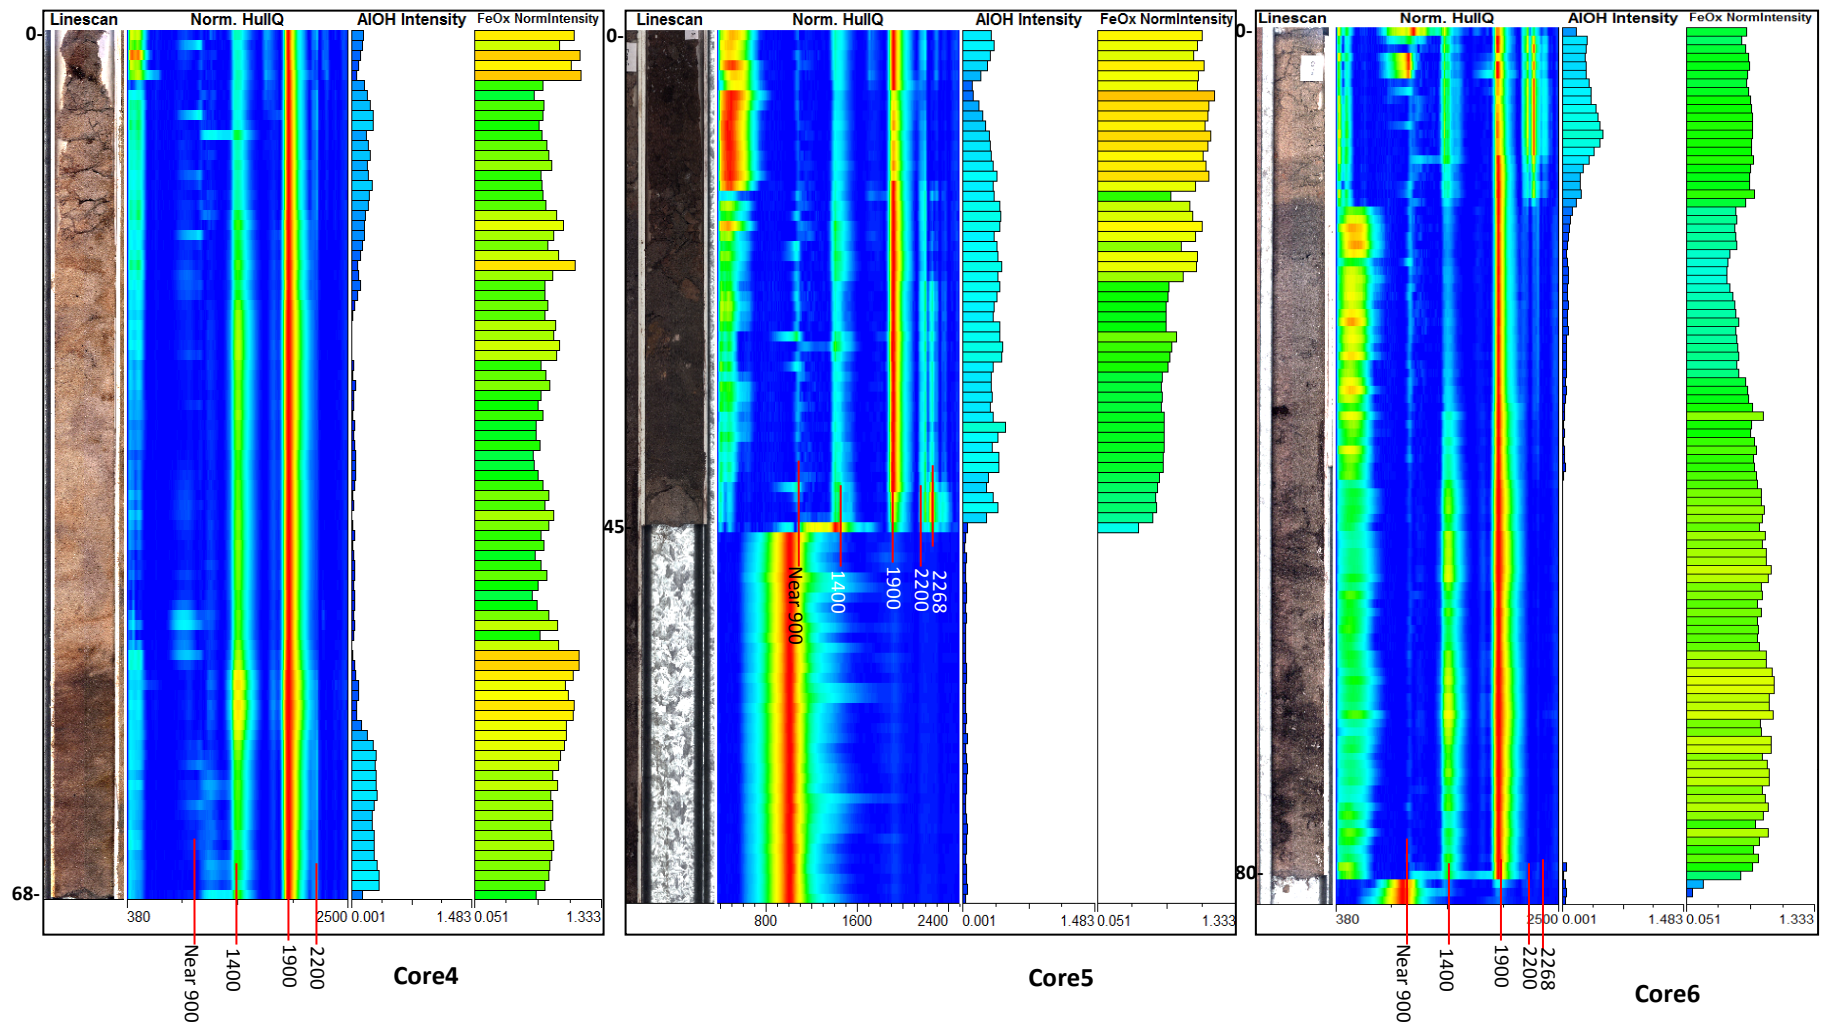 Linescan Norm. HullQ AlOH Intensity FeOx NormIntensity
0-
68-
380 2500 0.001 1.483 0.051 1.333
Near 900
1400
1900
2200
Core4
Linescan Norm. HullQ AlOH Intensity FeOx NormIntensity
0-
45-
Near 900
1400
1900
2200
2268
800 1600 2400 0.001 1.483 0.051 1.333
Core5
Linescan Norm. HullQ AlOH Intensity FeOx NormIntensity
0-
80-
380 2500 0.001 1.483 0.051 1.333
Near 900
1400
1900
2200
2268
Core6